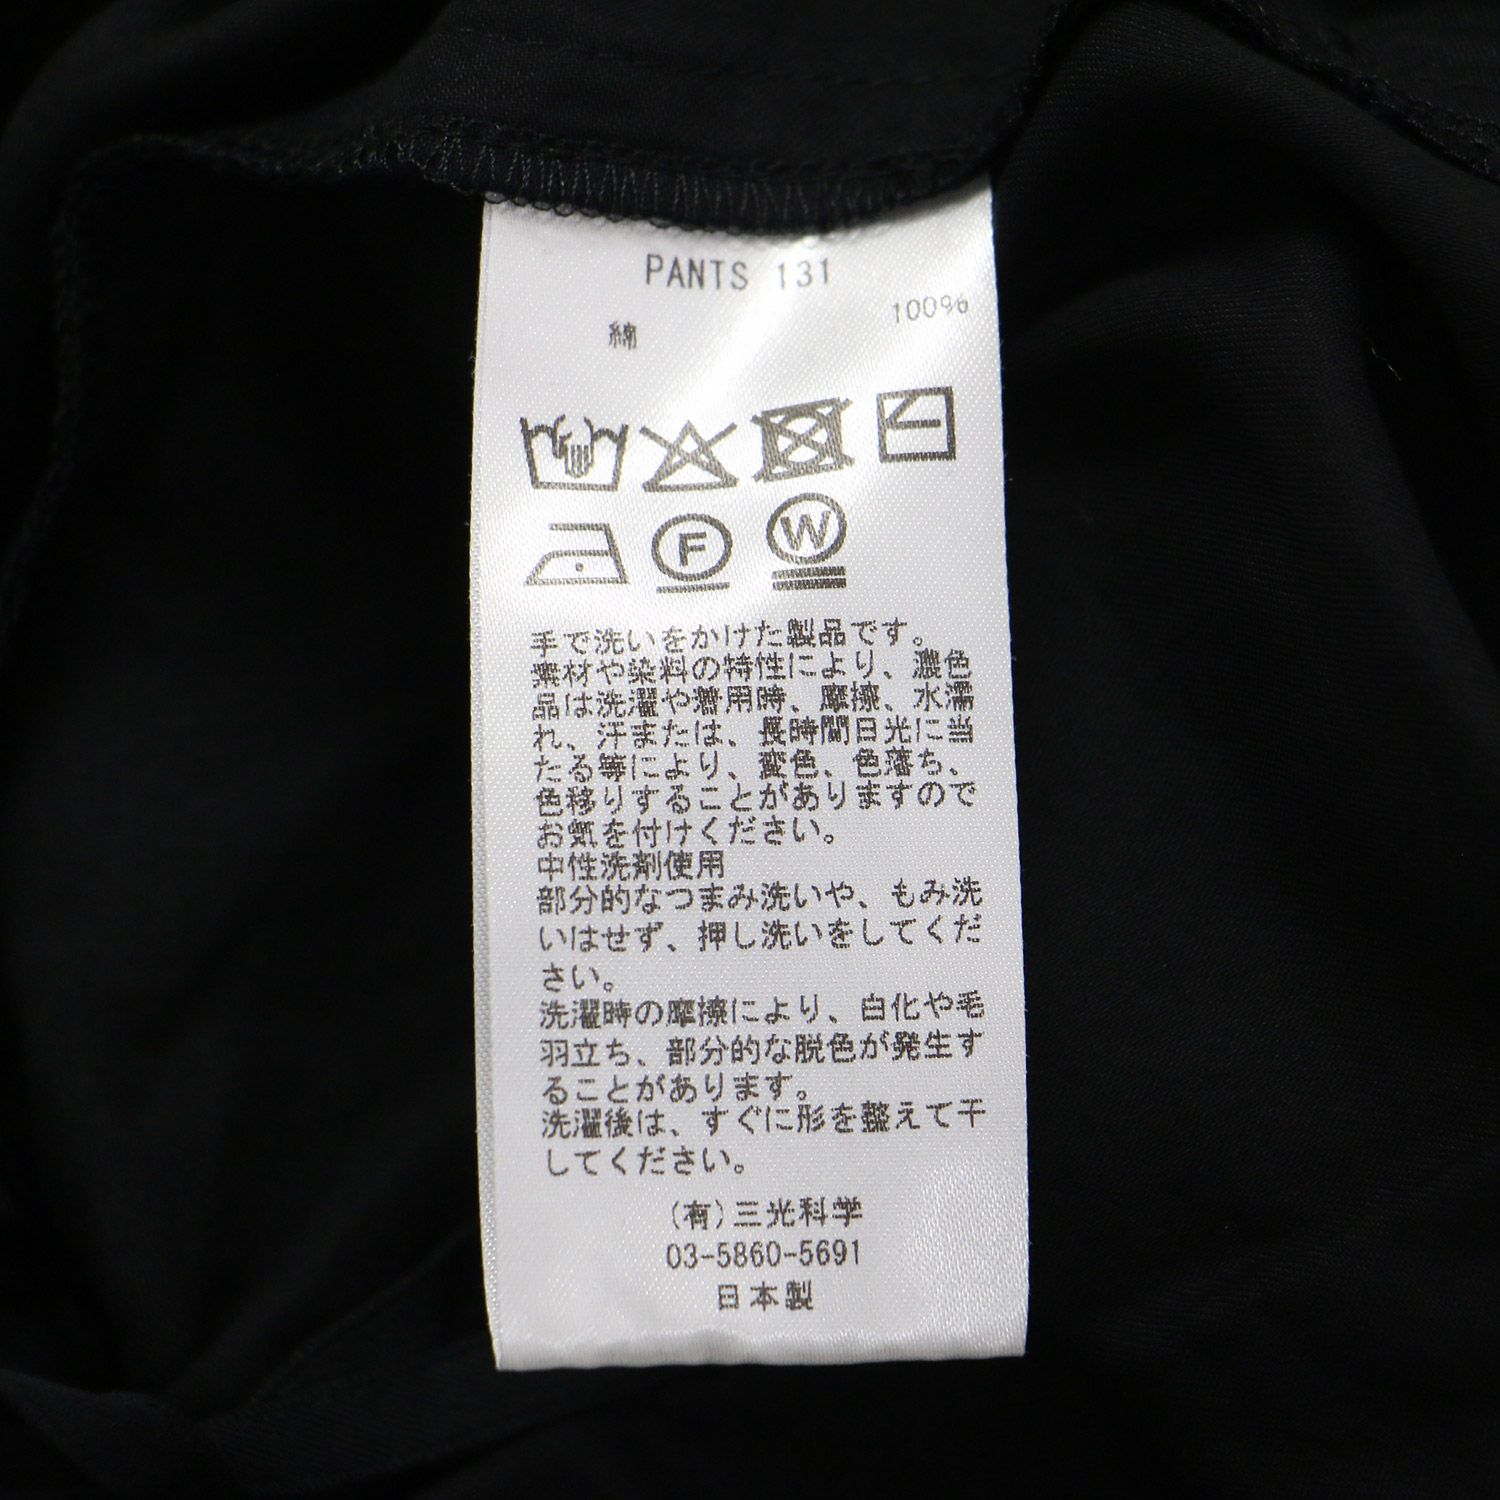 PANTS 131
綿 100%
F
W
手で洗いをかけた製品です。
素材や染料の特性により、濃色
品は洗濯や着用時、摩擦、水濡
れ、汗または、長時間日光に当
たる等により、変色、色落ち、
色移りすることがありますので
お気を付けください。
中性洗剤使用
部分的なつまみ洗いや、もみ洗
いはせず、押し洗いをしてくだ
さい。
洗濯時の摩擦により、白化や毛
羽立ち、部分的な脱色が発生す
ることがあります。
洗濯後は、すぐに形を整えて干
してください。
(有)三光科学
03-5860-5691
日本製